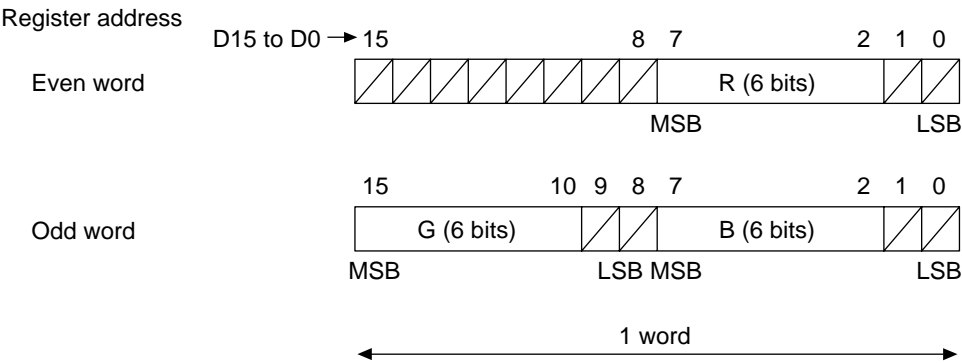 Register address
D15 to D0 15 8 7 2 1 0
Even word R (6 bits)
MSB LSB
15 10 9 8 7 2 1 0
Odd word G (6 bits) B (6 bits)
MSB LSB MSB LSB
1 word